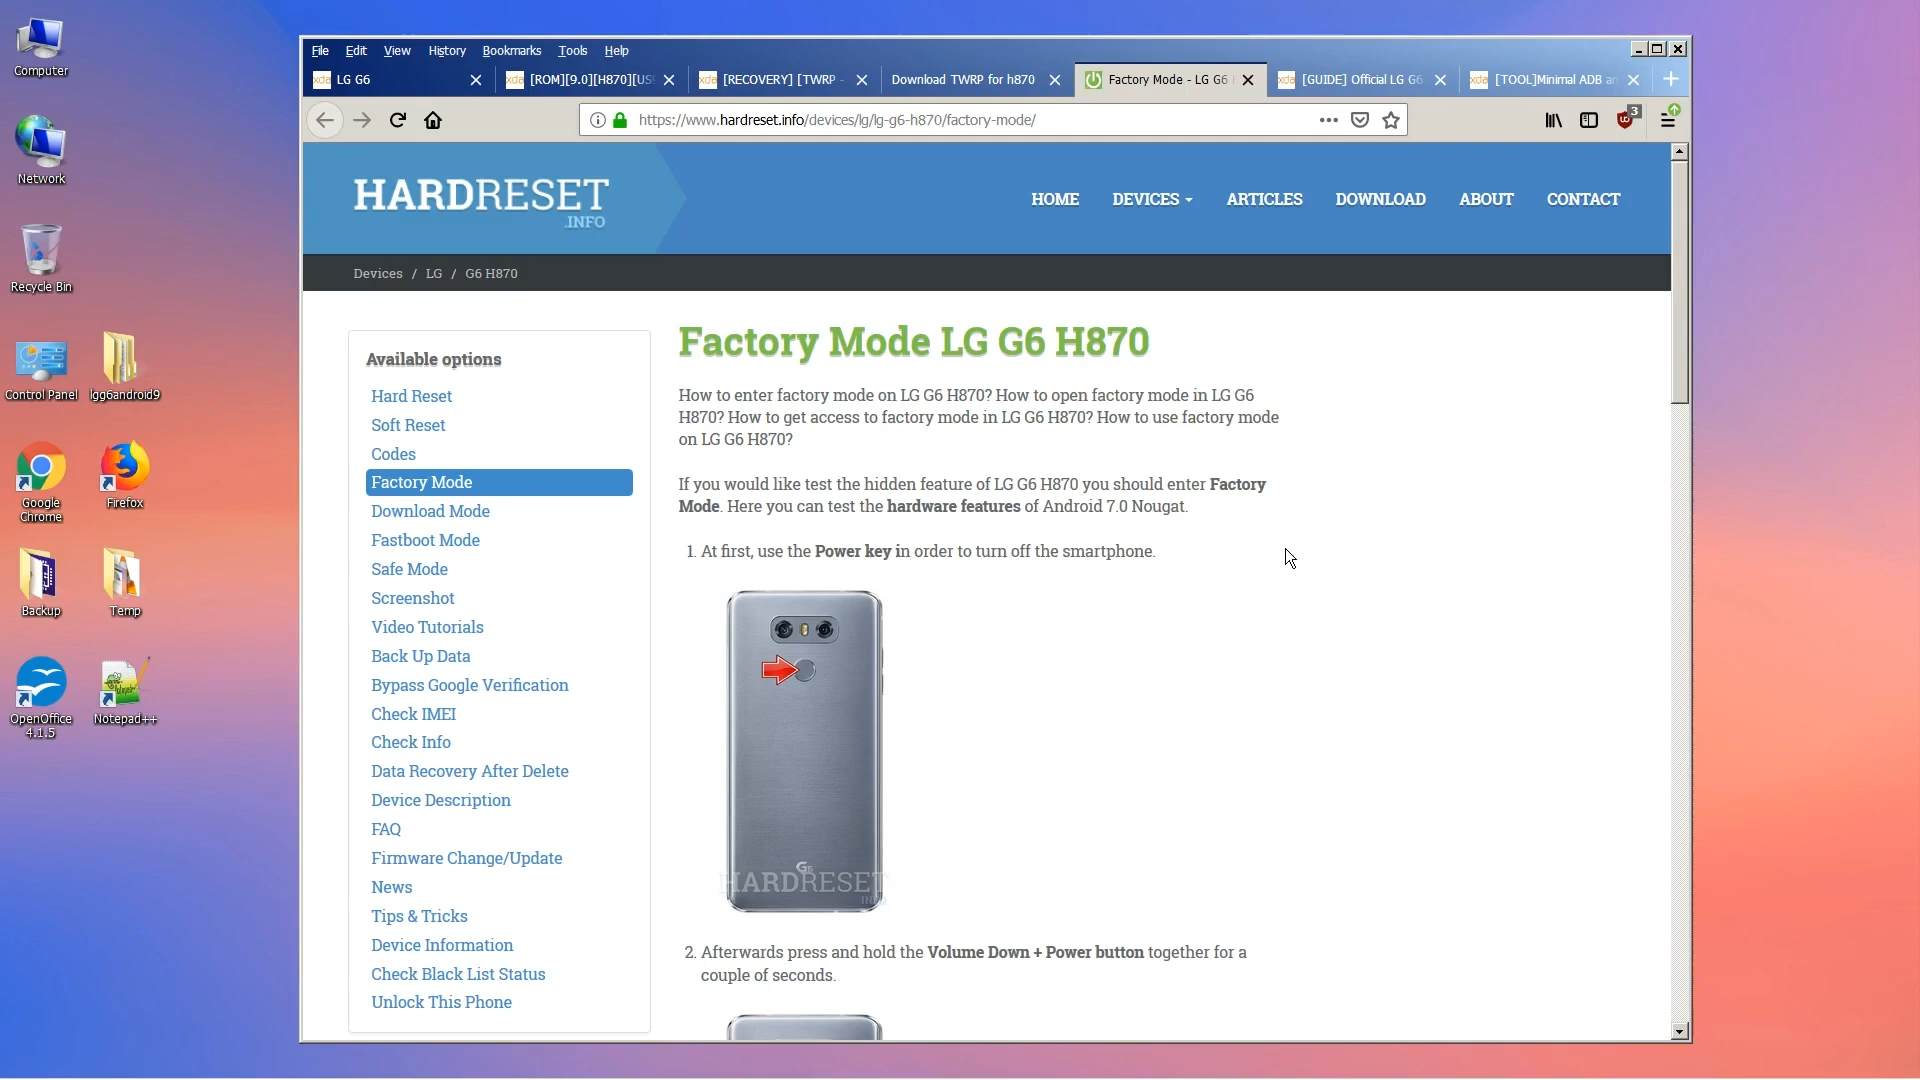 Computer
Network
Recycle Bin
Control Panel
lgg6android9
Google
Chrome
Firefox
Backup
Temp
OpenOffice
4.1.5
Notepad++
File Edit View History Bookmarks Tools Help
LG G6
[ROM][9.0][H870][US
[RECOVERY] [TWRP -
Download TWRP for h870
Factory Mode - LG G6
[GUIDE] Official LG G6
[TOOL]Minimal ADB an
https://www.hardreset.info/devices/lg/lg-g6-h870/factory-mode/
3
HARDRESET
.INFO
HOME DEVICES ARTICLES DOWNLOAD ABOUT CONTACT
Devices / LG / G6 H870
Available options
Hard Reset
Soft Reset
Codes
Factory Mode
Download Mode
Fastboot Mode
Safe Mode
Screenshot
Video Tutorials
Back Up Data
Bypass Google Verification
Check IMEI
Check Info
Data Recovery After Delete
Device Description
FAQ
Firmware Change/Update
News
Tips & Tricks
Device Information
Check Black List Status
Unlock This Phone
Factory Mode LG G6 H870
How to enter factory mode on LG G6 H870? How to open factory mode in LG G6
H870? How to get access to factory mode in LG G6 H870? How to use factory mode
on LG G6 H870?
If you would like test the hidden feature of LG G6 H870 you should enter Factory
Mode. Here you can test the hardware features of Android 7.0 Nougat.
1. At first, use the Power key in order to turn off the smartphone.
G6
HARDRESET
INFO
2. Afterwards press and hold the Volume Down + Power button together for a
couple of seconds.